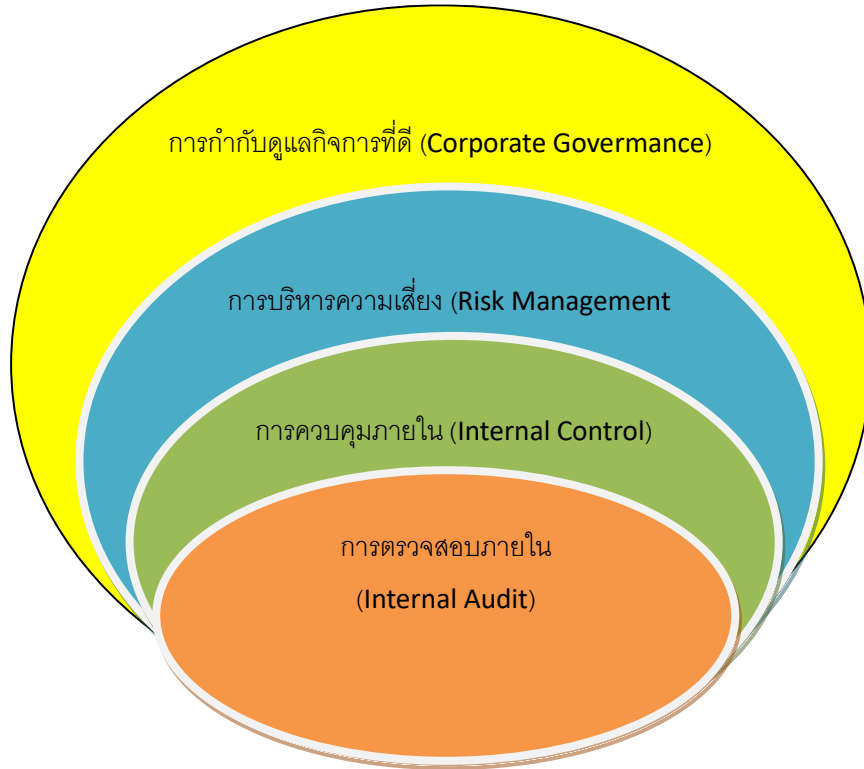 การกำกับดูแลกิจการที่ดี (Corporate Govermance)
การบริหารความเสี่ยง (Risk Management
การควบคุมภายใน (Internal Control)
การตรวจสอบภายใน
(Internal Audit)